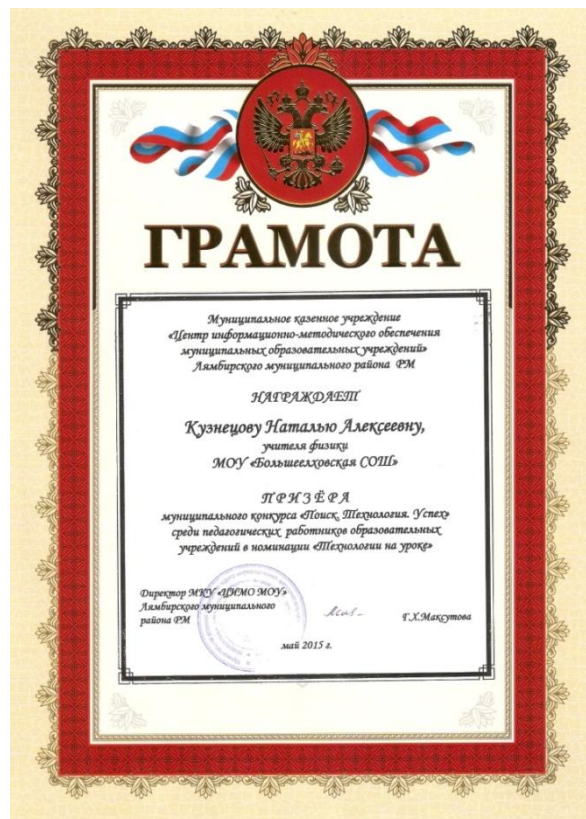 ГРАМОТА
Муниципальное казенное учреждение
«Центр информационно-методического обеспечения
муниципальных образовательных учреждений»
Лямбирского муниципального района РМ
НАГРАЖДАЕТ
Кузнецову Наталью Алексеевну,
учителя физики
МОУ «Большеелховская СОШ»
ПРИЗЁРА
муниципального конкурса «Поиск. Технология. Успех»
среди педагогических работников образовательных
учреждений в номинации «Технологии на уроке»
Директор МКУ «ЦИМО МОУ»
Лямбирского муниципального
района РМ
Г.Х.Максутова
май 2015 г.